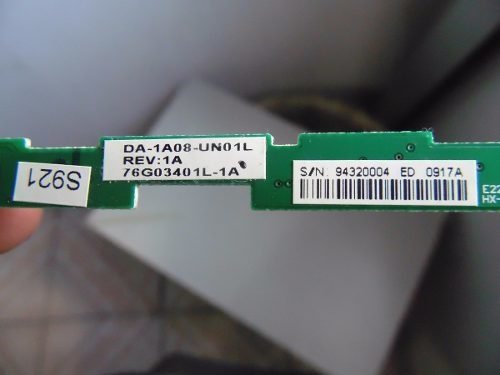 S921
DA-1A08-UN01L
REV:1A
76G03401L-1A
S/N: 94320004 ED 0917A
E22
HX-